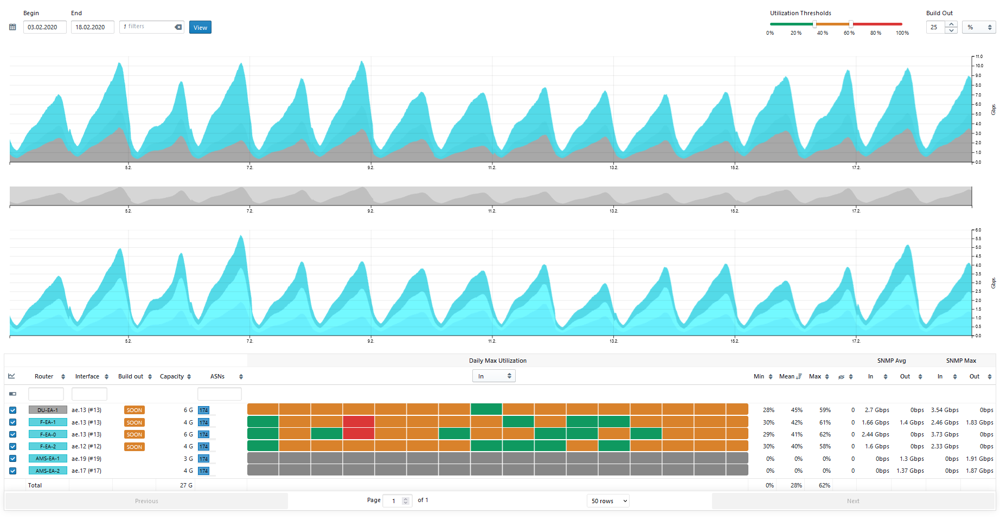 Begin End Utilization Thresholds Build Out
03.02.2020 18.02.2020 1 filters View 25 %
0% 20% 40% 60% 80% 100%
11.0
10.0
9.0
8.0
7.0
6.0
5.0
4.0
3.0
2.0
1.0
0.0
Gbps
5.2. 7.2. 9.2. 11.2. 13.2. 15.2. 17.2.
5.2. 7.2. 9.2. 11.2. 13.2. 15.2. 17.2.
6.0
5.5
5.0
4.5
4.0
3.5
3.0
2.5
2.0
1.5
1.0
0.5
0.0
Gbps
5.2. 7.2. 9.2. 11.2. 13.2. 15.2. 17.2.
Daily Max Utilization SNMP Avg SNMP Max
Router Interface Build out Capacity ASNs In Min Mean Max In Out In Out
DU-EA-1 ae.13 (#13) SOON 6 G 174 28% 45% 59% 0 2.7 Gbps 0bps 3.54 Gbps 0bps
F-EA-1 ae.13 (#13) SOON 4 G 174 30% 42% 61% 0 1.66 Gbps 1.4 Gbps 2.46 Gbps 1.83 Gbps
F-EA-0 ae.13 (#13) SOON 6 G 174 29% 41% 62% 0 2.44 Gbps 0bps 3.73 Gbps 0bps
F-EA-2 ae.12 (#12) SOON 4 G 174 30% 40% 58% 0 1.6 Gbps 0bps 2.33 Gbps 0bps
AMS-EA-1 ae.19 (#19) 3 G 174 0% 0% 0% 0 0bps 1.3 Gbps 0bps 1.91 Gbps
AMS-EA-2 ae.17 (#17) 4 G 174 0% 0% 0% 0 0bps 1.37 Gbps 0bps 1.87 Gbps
Total 27 G 0% 28% 62%
Previous Page 1 of 1 50 rows Next